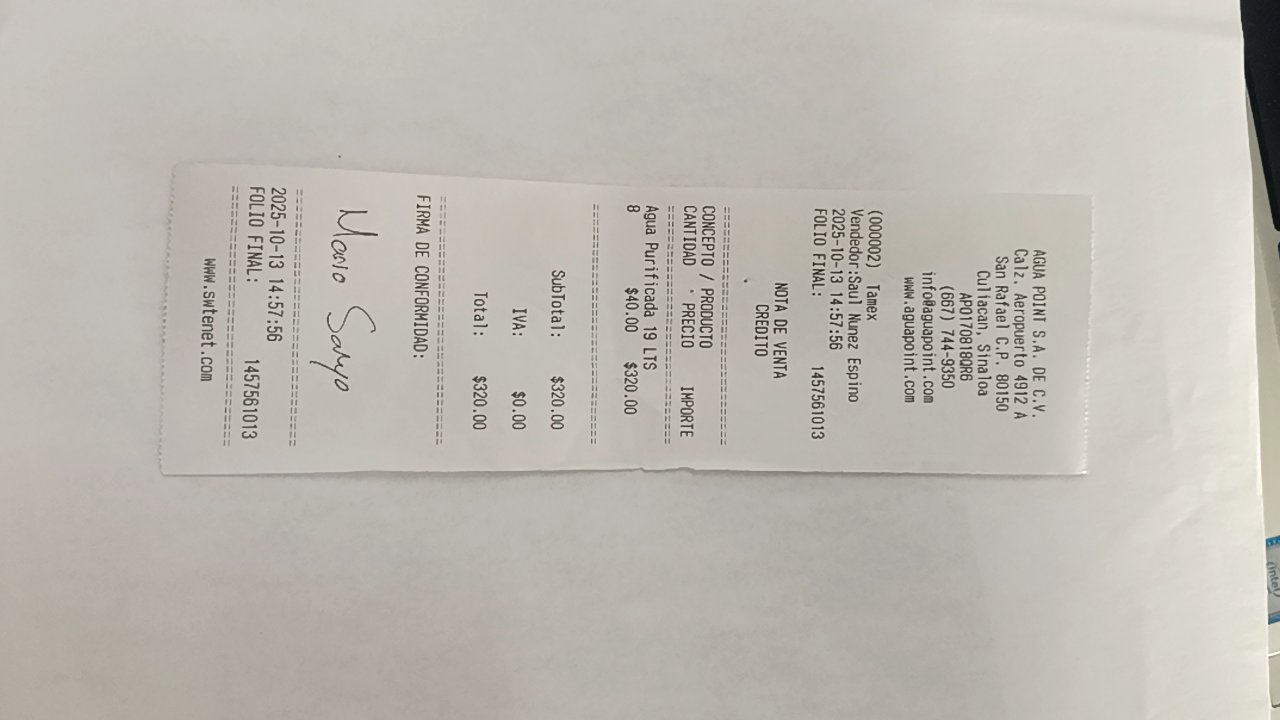 AGUA POINT S.A. DE C.V.
Calz. Aeropuerto 4912 A
San Rafael C.P. 80150
Culiacan, Sinaloa
APO170818QR6
(667) 744-9350
info@aguapoint.com
www.aguapoint.com
(000002) Tamex
Vendedor:Saul Nunez Espino
2025-10-13 14:57:56
FOLIO FINAL: 1457561013
NOTA DE VENTA
CREDITO
==============================
CONCEPTO / PRODUCTO
CANTIDAD PRECIO IMPORTE
==============================
Agua Purificada 19 LTS
8 $40.00 $320.00
==============================
SubTotal: $320.00
IVA: $0.00
Total: $320.00
==============================
FIRMA DE CONFORMIDAD:
Mario
==============================
2025-10-13 14:57:56
FOLIO FINAL: 1457561013
==============================
www.swtenet.com
intel